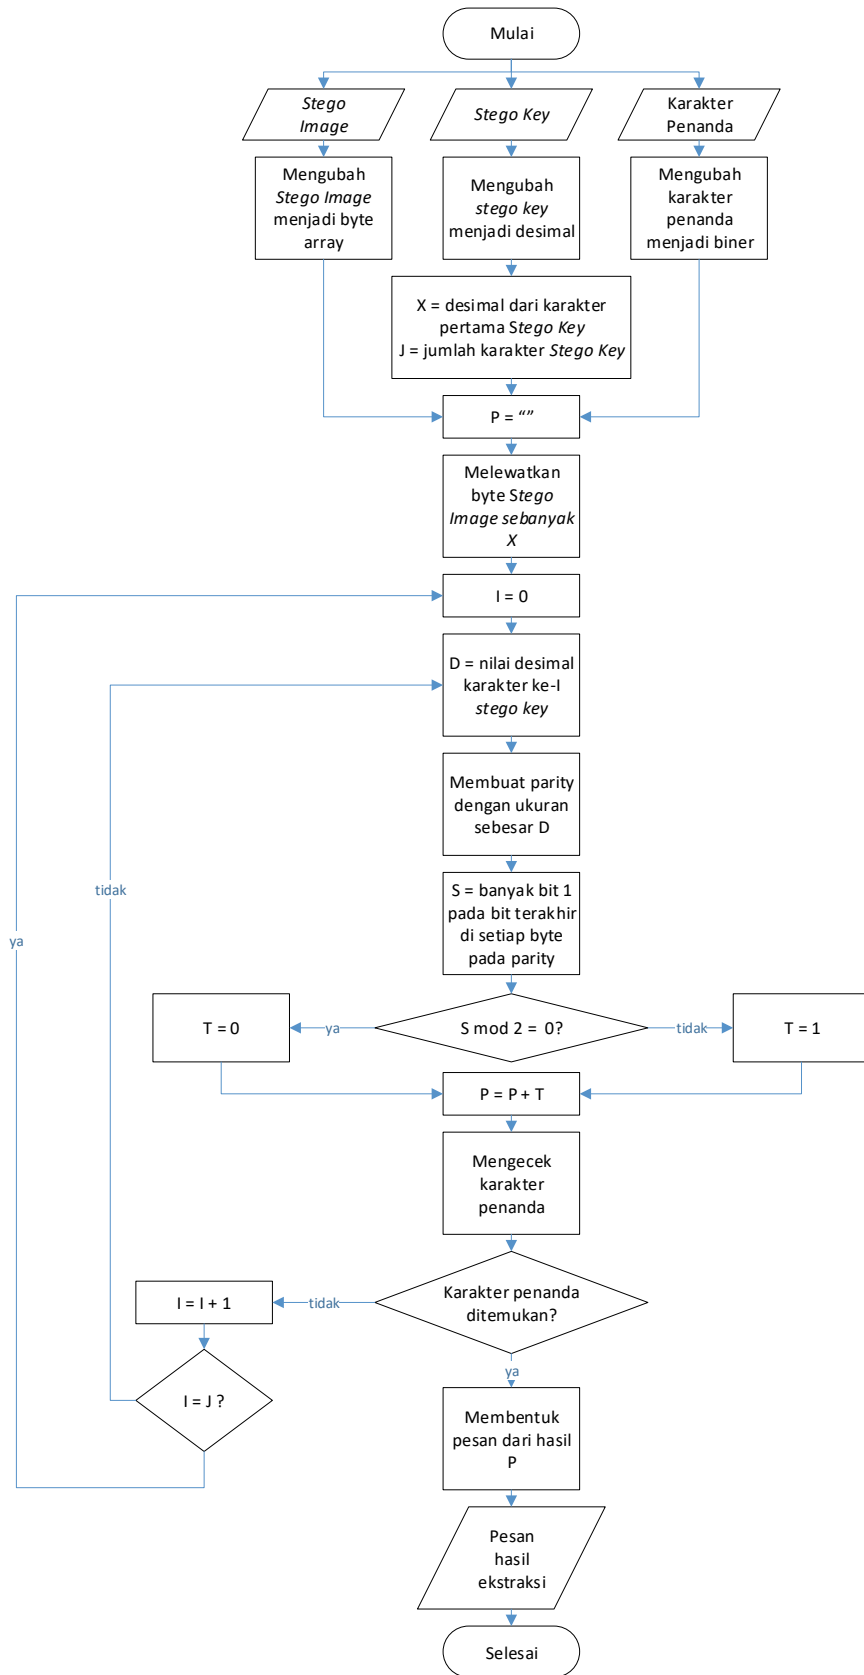 Mulai
Stego
Image
Stego Key
Karakter
Penanda
Mengubah
Stego Image
menjadi byte
array
Mengubah
stego key
menjadi desimal
Mengubah
karakter
penanda
menjadi biner
X = desimal dari karakter
pertama Stego Key
J = jumlah karakter Stego Key
P = “”
Melewatkan
byte Stego
Image sebanyak
X
I = 0
D = nilai desimal
karakter ke-I
stego key
Membuat parity
dengan ukuran
sebesar D
tidak
S = banyak bit 1
pada bit terakhir
di setiap byte
pada parity
ya
T = 0
ya
S mod 2 = 0?
tidak
T = 1
P = P + T
Mengecek
karakter
penanda
I = I + 1
tidak
Karakter penanda
ditemukan?
ya
I = J ?
Membentuk
pesan dari hasil
P
Pesan
hasil
ekstraksi
Selesai